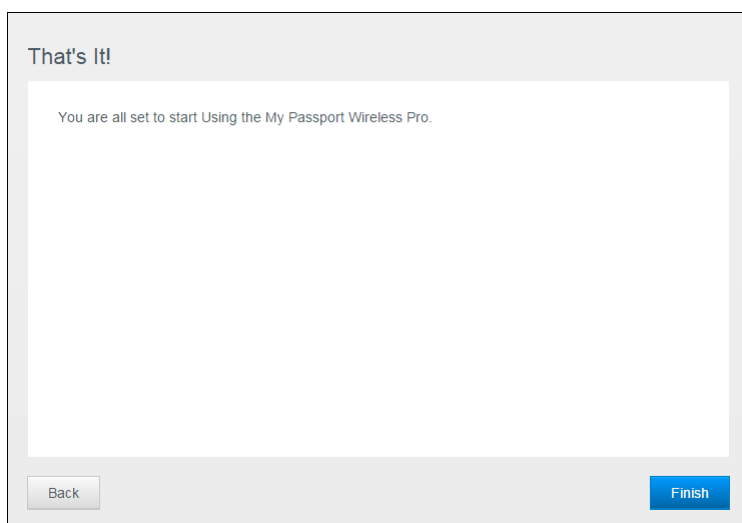 That's It!
You are all set to start Using the My Passport Wireless Pro.
Back
Finish